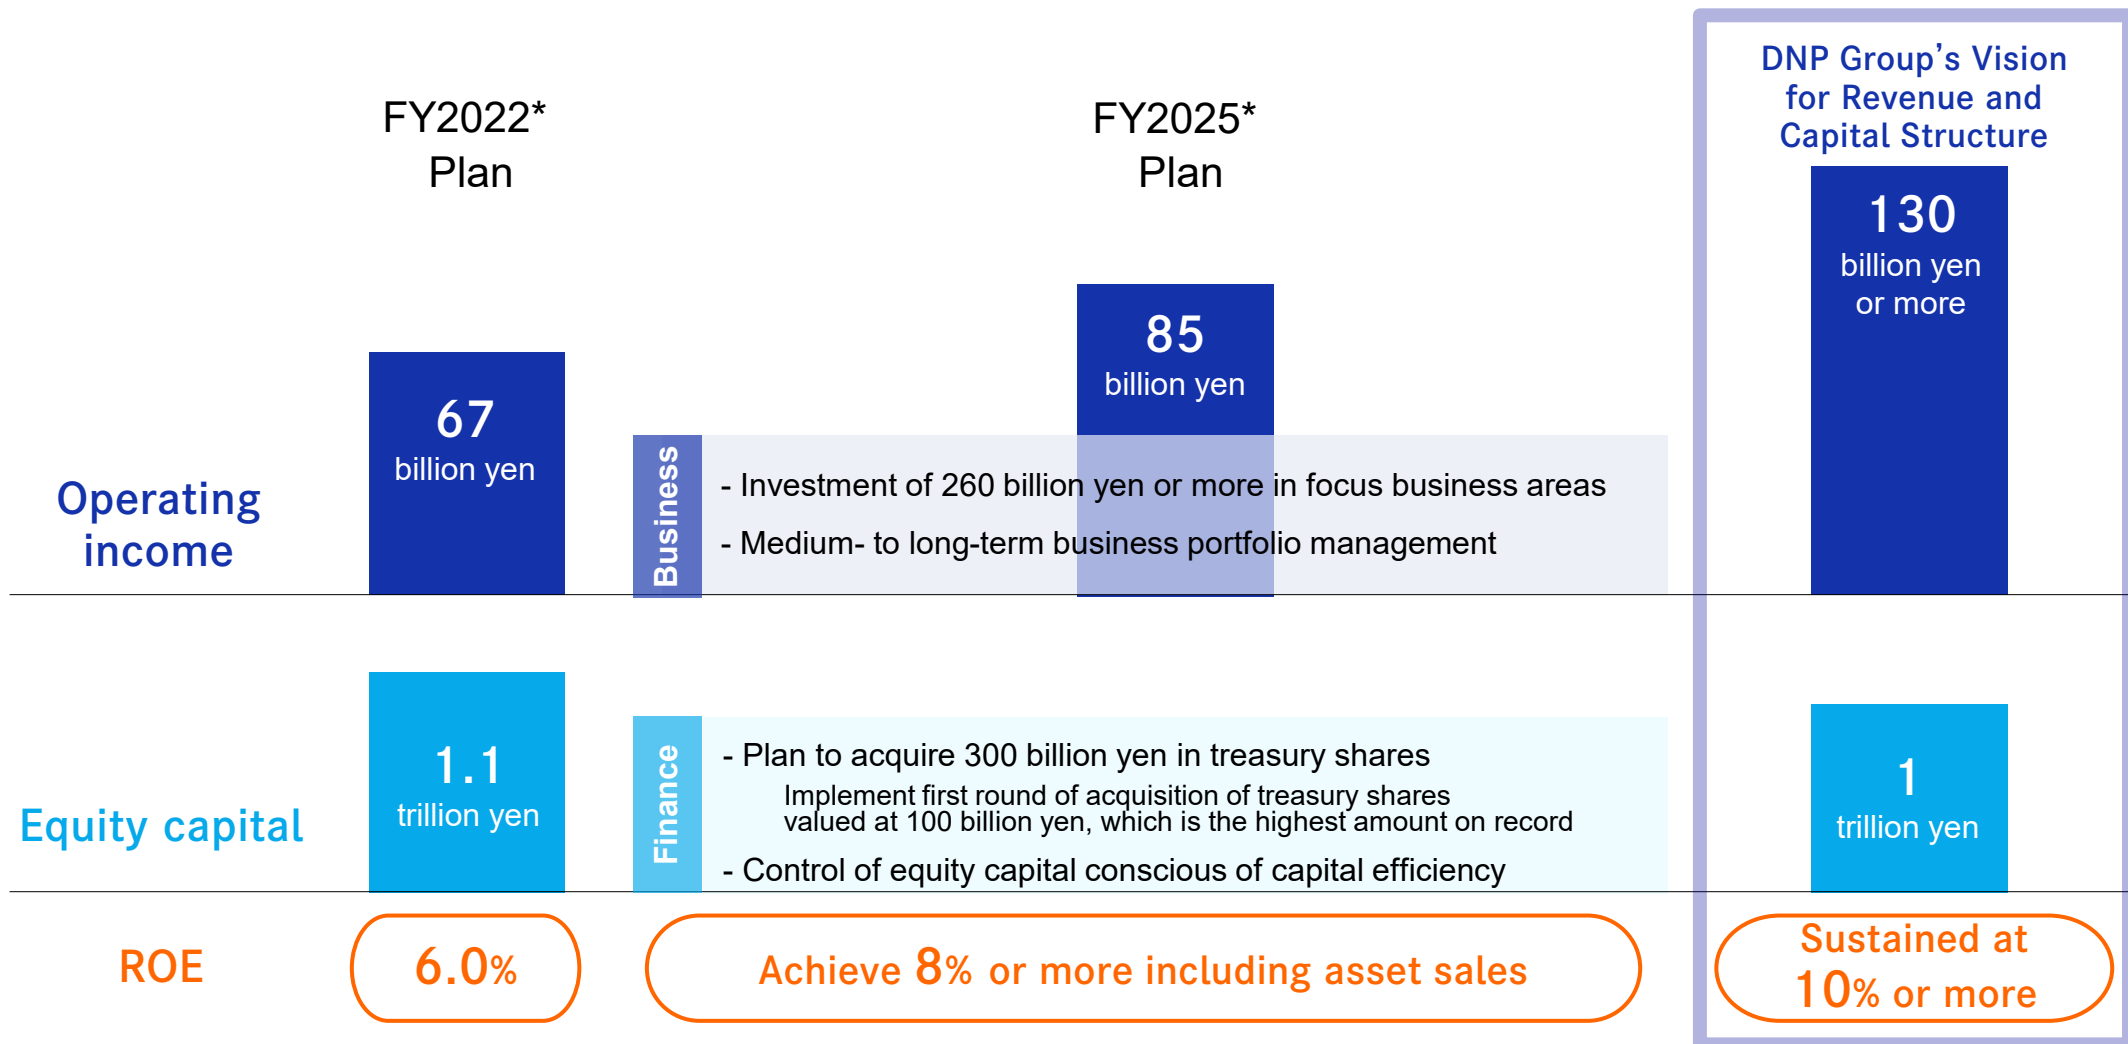 FY2022*
Plan
FY2025*
Plan
DNP Group’s Vision
for Revenue and
Capital Structure
Operating
income
67
billion yen
85
billion yen
130
billion yen
or more
Business
- Investment of 260 billion yen or more in focus business areas
- Medium- to long-term business portfolio management
Equity capital
1.1
trillion yen
Finance
- Plan to acquire 300 billion yen in treasury shares
Implement first round of acquisition of treasury shares
valued at 100 billion yen, which is the highest amount on record
- Control of equity capital conscious of capital efficiency
1
trillion yen
ROE
6.0%
Achieve 8% or more including asset sales
Sustained at
10% or more